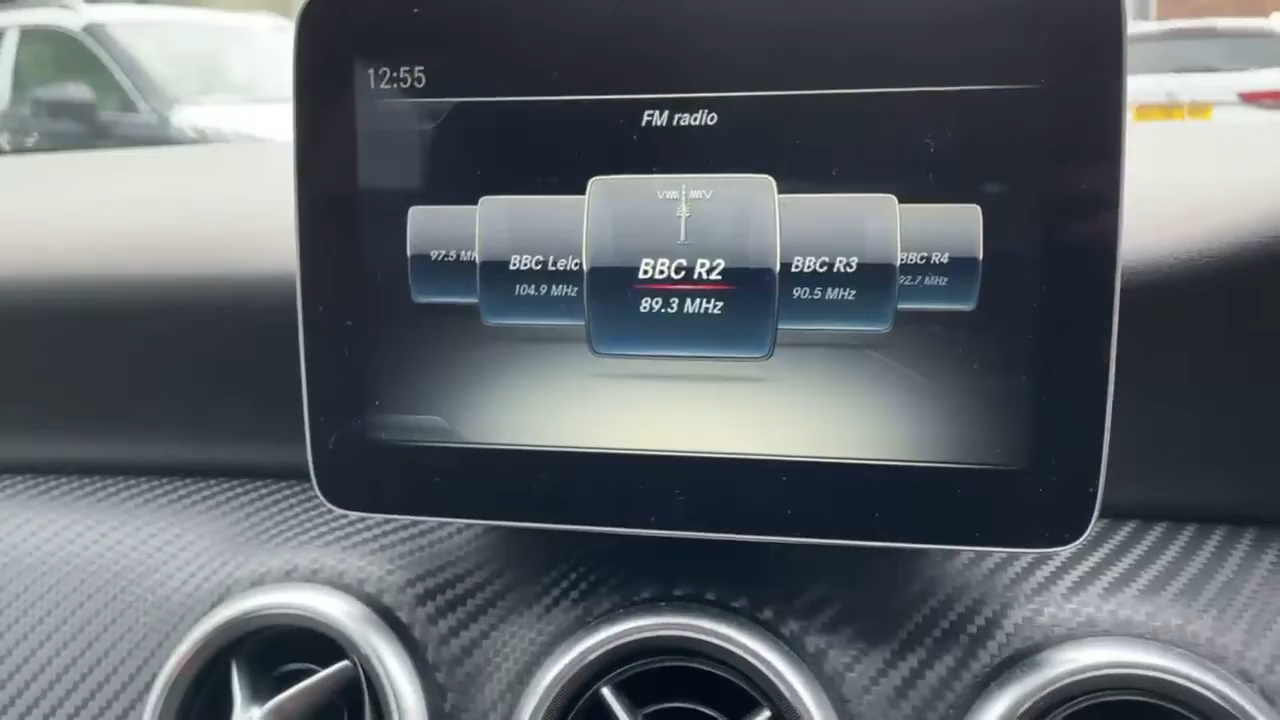 12:55
FM radio
97.5 MH
BBC Leic
104.9 MHz
BBC R2
89.3 MHz
BBC R3
90.5 MHz
BBC R4
92.7 MHz